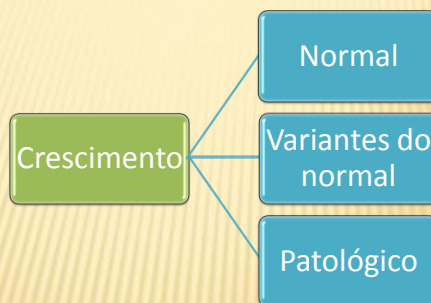 Crescimento
Normal
Variantes do
normal
Patológico